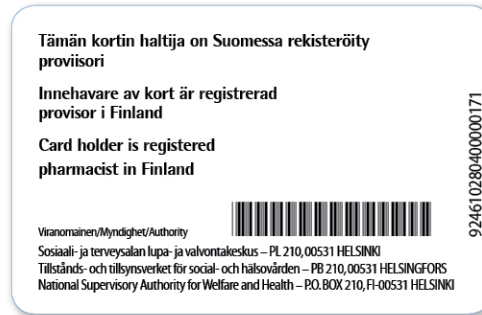 Tämän kortin haltija on Suomessa rekisteröity
proviisori
Innehavare av kort är registrerad
provisor i Finland
Card holder is registered
pharmacist in Finland
Viranomainen/Myndighet/Authority
Sosiaali- ja terveysalan lupa- ja valvontakeskus – PL 210, 00531 HELSINKI
Tillstånds- och tillsynsverket för social- och hälsovården – PB 210, 00531 HELSINGFORS
National Supervisory Authority for Welfare and Health – P.O. BOX 210, FI-00531 HELSINKI
924610280400000171